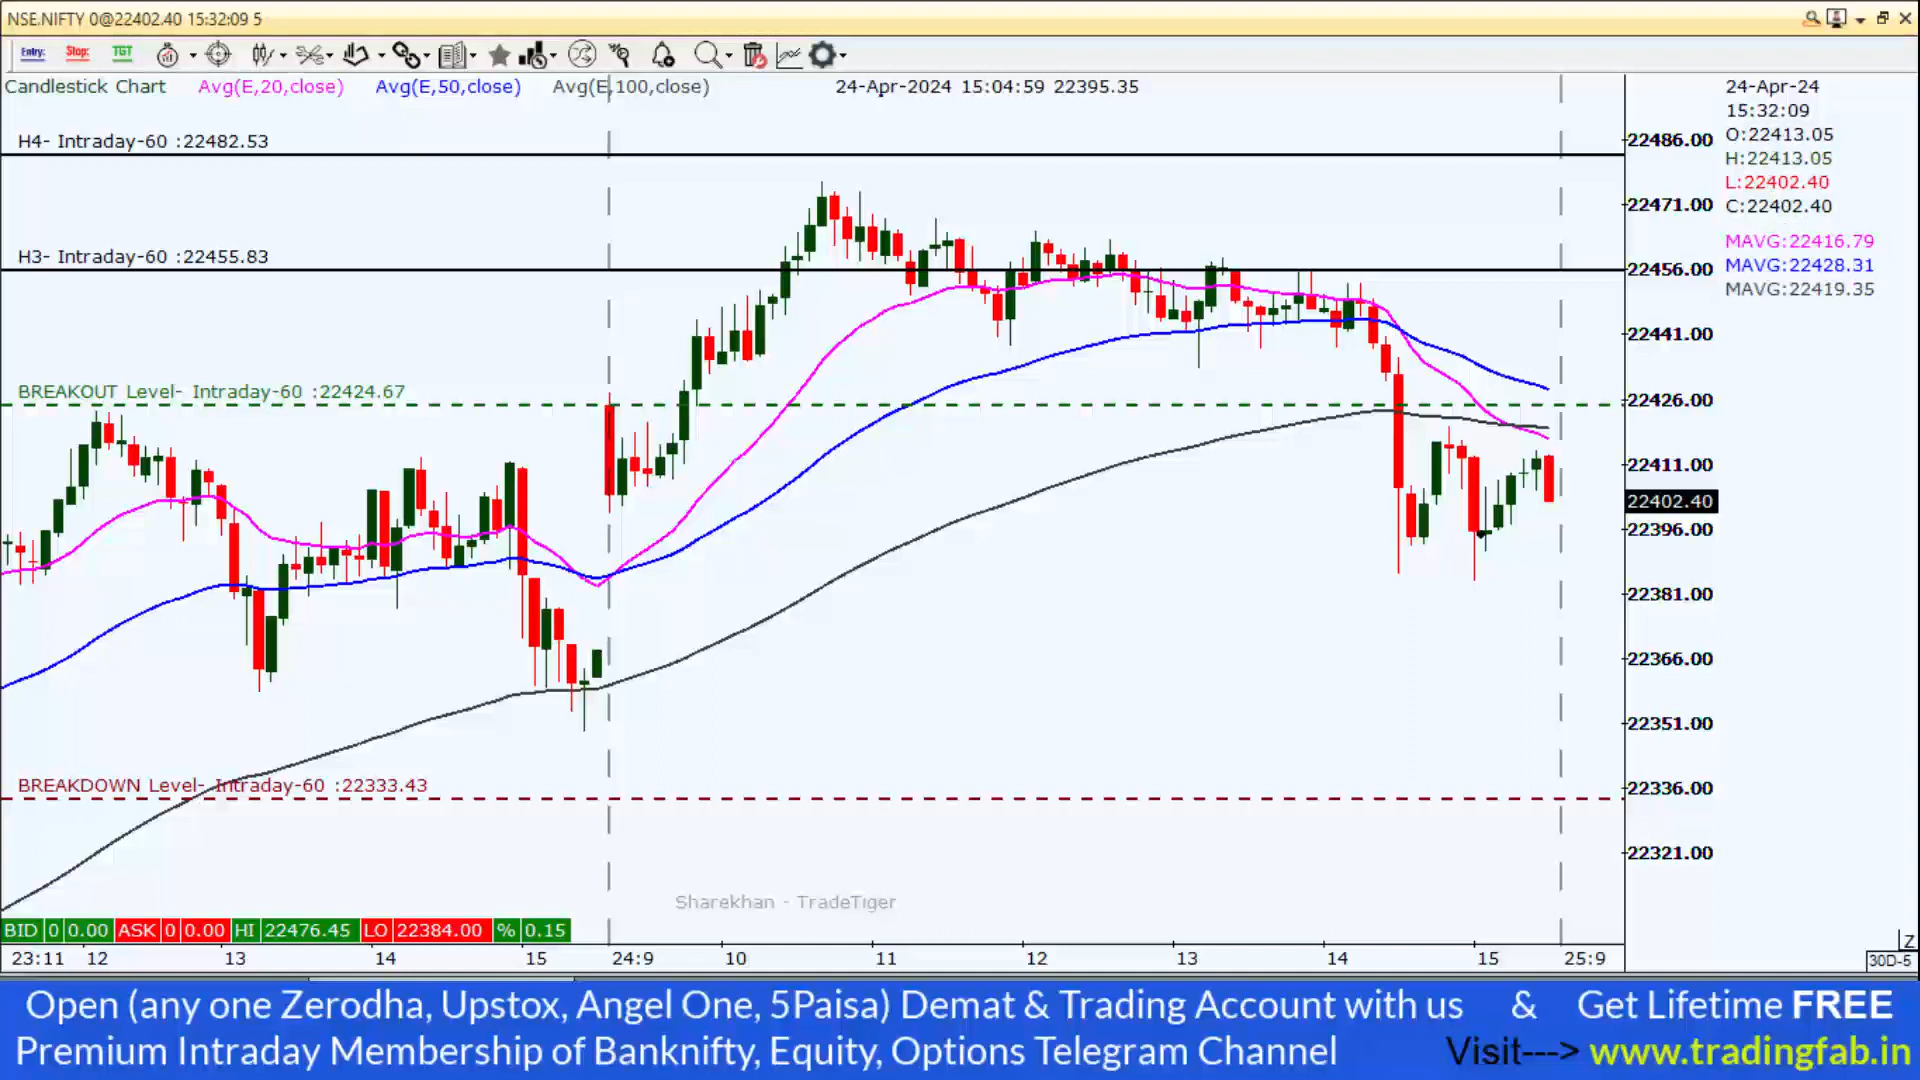 NSE.NIFTY 0@22402.40 15:32:09 5
Entry: Stop: TGT
Candlestick Chart Avg(E,20,close) Avg(E,50,close) Avg(E,100,close) 24-Apr-2024 15:04:59 22395.35
24-Apr-24
15:32:09
O:22413.05
H:22413.05
L:22402.40
C:22402.40
MAVG:22416.79
MAVG:22428.31
MAVG:22419.35
H4- Intraday-60 :22482.53
H3- Intraday-60 :22455.83
BREAKOUT Level- Intraday-60 :22424.67
BREAKDOWN Level- Intraday-60 :22333.43
22486.00
22471.00
22456.00
22441.00
22426.00
22411.00
22402.40
22396.00
22381.00
22366.00
22351.00
22336.00
22321.00
Sharekhan - TradeTiger
BID 0 0.00 ASK 0 0.00 HI 22476.45 LO 22384.00 % 0.15
Z
23:11 12 13 14 15 24:9 10 11 12 13 14 15 25:9 30D-5
Open (any one Zerodha, Upstox, Angel One, 5Paisa) Demat & Trading Account with us & Get Lifetime FREE
Premium Intraday Membership of Banknifty, Equity, Options Telegram Channel Visit---> www.tradingfab.in